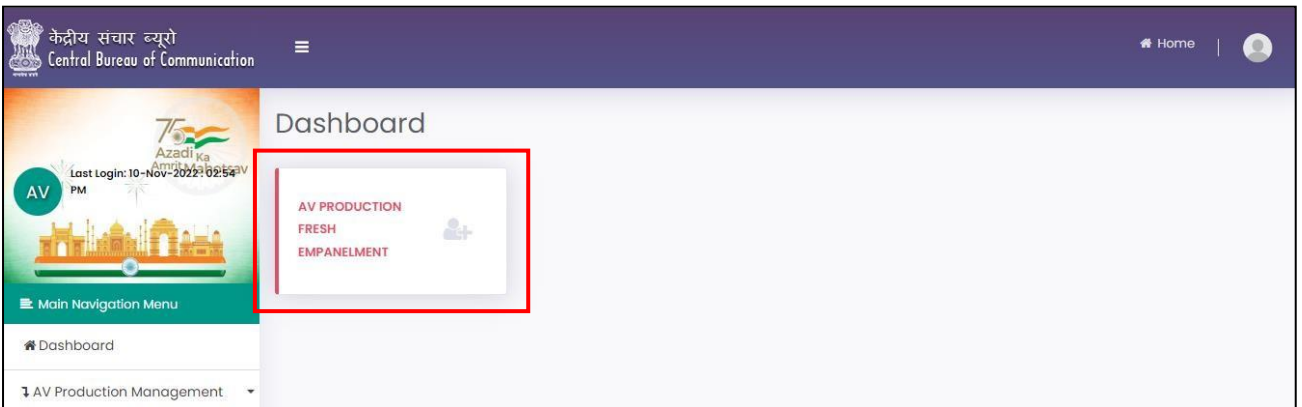 केंद्रीय संचार ब्यूरो
Central Bureau of Communication
Home
|
75
Azadi Ka
Amrit Mahotsav
Last Login: 10-Nov-2022 : 02:54
PM
AV
Main Navigation Menu
Dashboard
AV Production Management
Dashboard
AV PRODUCTION
FRESH
EMPANELMENT